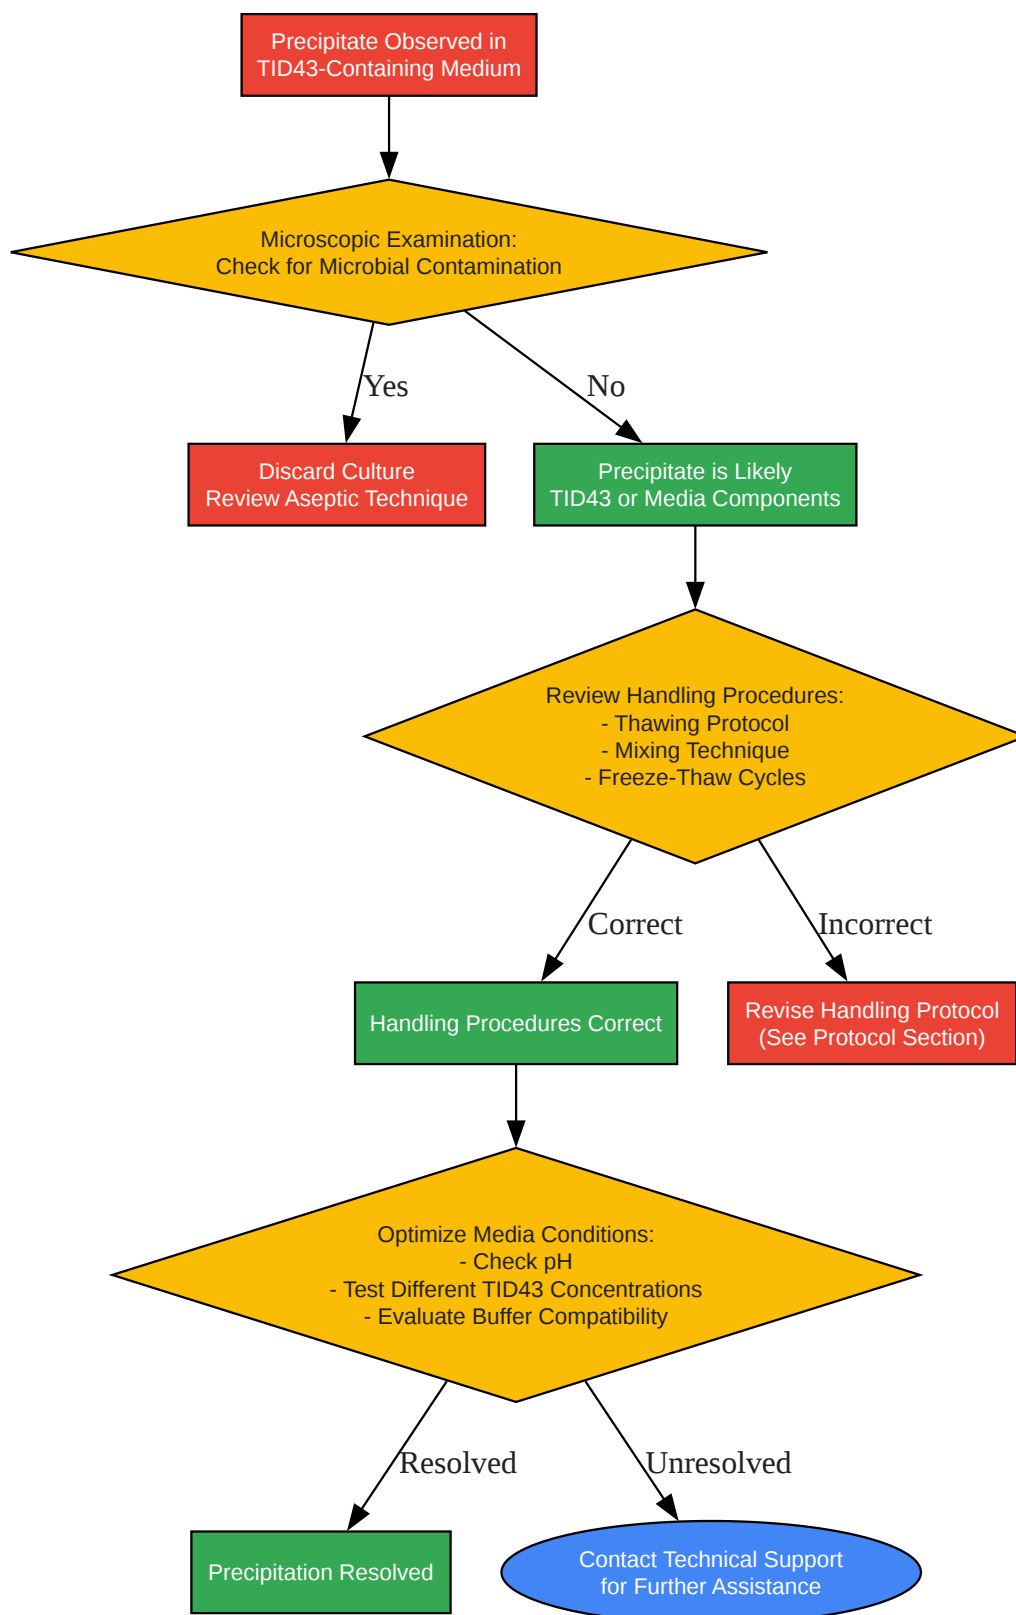 Precipitate Observed in
TID43-Containing Medium
Microscopic Examination:
Check for Microbial Contamination
Yes
No
Discard Culture
Review Aseptic Technique
Precipitate is Likely
TID43 or Media Components
Review Handling Procedures:
- Thawing Protocol
- Mixing Technique
- Freeze-Thaw Cycles
Correct
Incorrect
Handling Procedures Correct
Revise Handling Protocol
(See Protocol Section)
Optimize Media Conditions:
- Check pH
- Test Different TID43 Concentrations
- Evaluate Buffer Compatibility
Resolved
Unresolved
Precipitation Resolved
Contact Technical Support
for Further Assistance